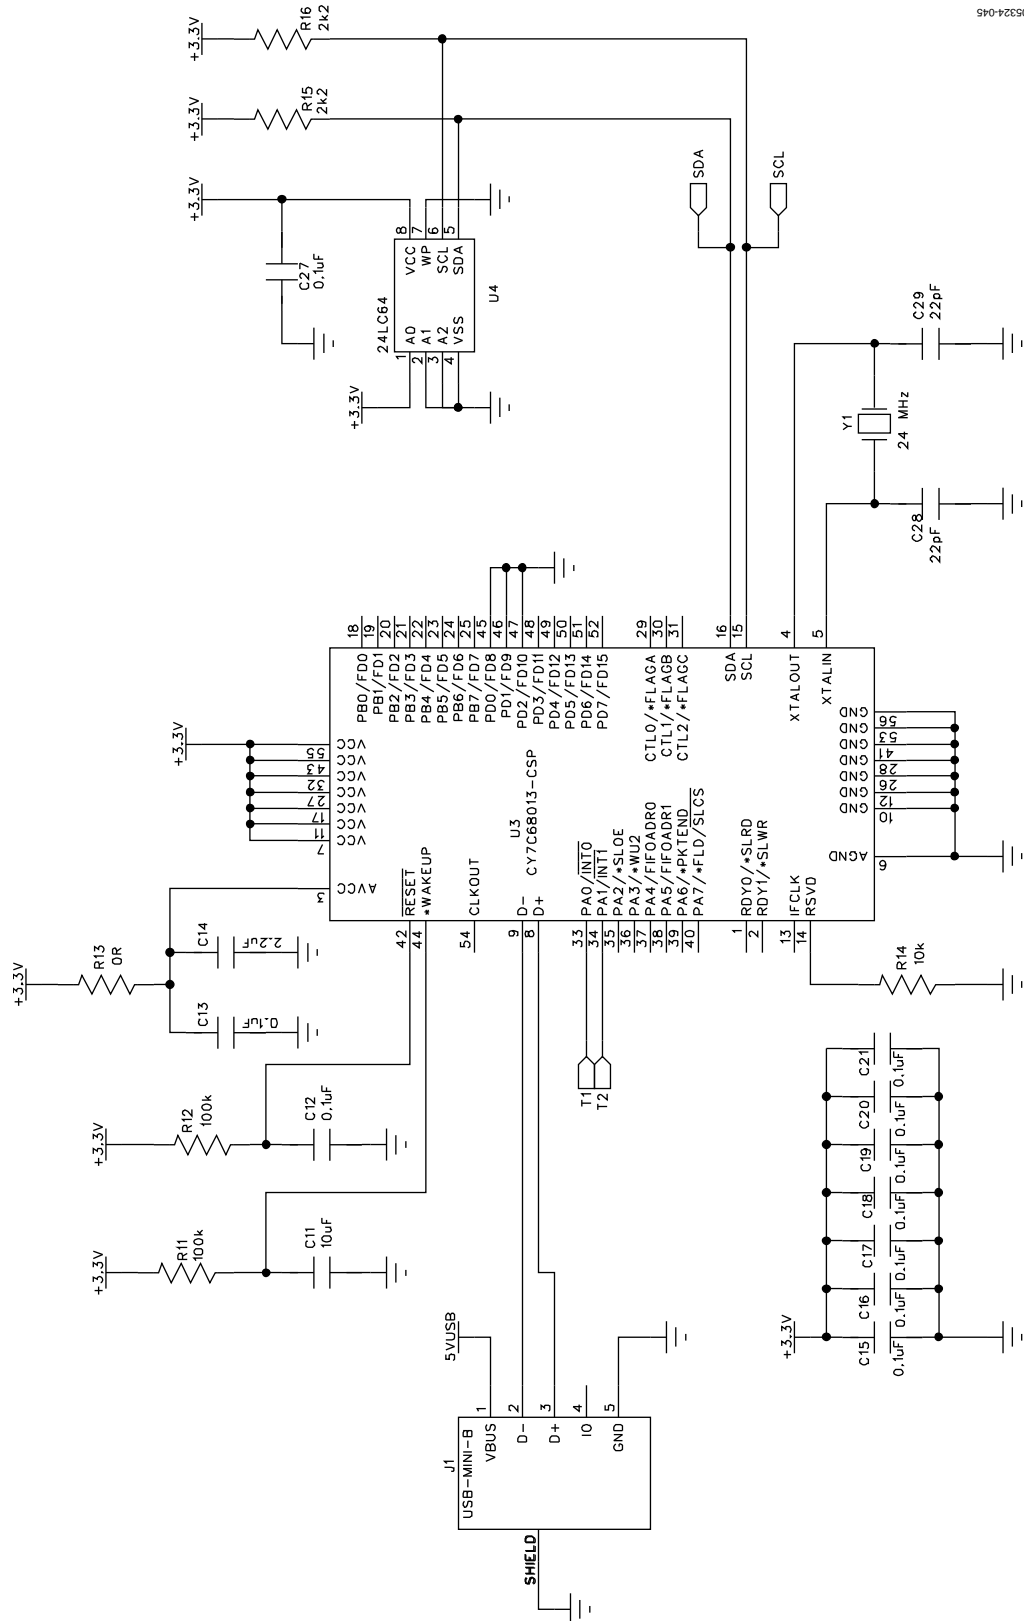 05324-045
R16
2k2
+3.3V
R15
2k2
+3.3V
+3.3V
C27
0.1uF
24LC64
U4
1 A0
2 A1
3 A2
4 VSS
VCC 8
WP 7
SCL 6
SDA 5
+3.3V
SDA
SCL
C29
22pF
Y1
24 MHz
C28
22pF
U3
CY7C68013-CSP
PB0/FD0 18
PB1/FD1 19
PB2/FD2 20
PB3/FD3 21
PB4/FD4 22
PB5/FD5 23
PB6/FD6 24
PB7/FD7 25
PD0/FD8 45
PD1/FD9 46
PD2/FD10 47
PD3/FD11 48
PD4/FD12 49
PD5/FD13 50
PD6/FD14 51
PD7/FD15 52
CTL0/*FLAGA 29
CTL1/*FLAGB 30
CTL2/*FLAGC 31
SDA 16
SCL 15
XTALOUT 4
XTALIN 5
+3.3V
VCC 55
VCC 43
VCC 32
VCC 27
VCC 17
VCC 11
VCC 7
AVCC 3
GND 56
GND 53
GND 41
GND 28
GND 26
GND 12
GND 10
AGND 6
42 RESET
44 *WAKEUP
54 CLKOUT
9 D-
8 D+
33 PA0/INT0
34 PA1/INT1
35 PA2/*SLOE
36 PA3/*WU2
37 PA4/FIFOADR0
38 PA5/FIFOADR1
39 PA6/*PKTEND
40 PA7/*FLD/SLCS
1 RDY0/*SLRD
2 RDY1/*SLWR
13 IFCLK
14 RSVD
+3.3V
R13
0R
C14
2.2uF
C13
0.1uF
+3.3V
R12
100k
C12
0.1uF
+3.3V
R11
100k
C11
10uF
T1
T2
R14
10k
+3.3V
C15
0.1uF
C16
0.1uF
C17
0.1uF
C18
0.1uF
C19
0.1uF
C20
0.1uF
C21
0.1uF
5VUSB
J1
USB-MINI-B
VBUS 1
D- 2
D+ 3
IO 4
GND 5
SHIELD